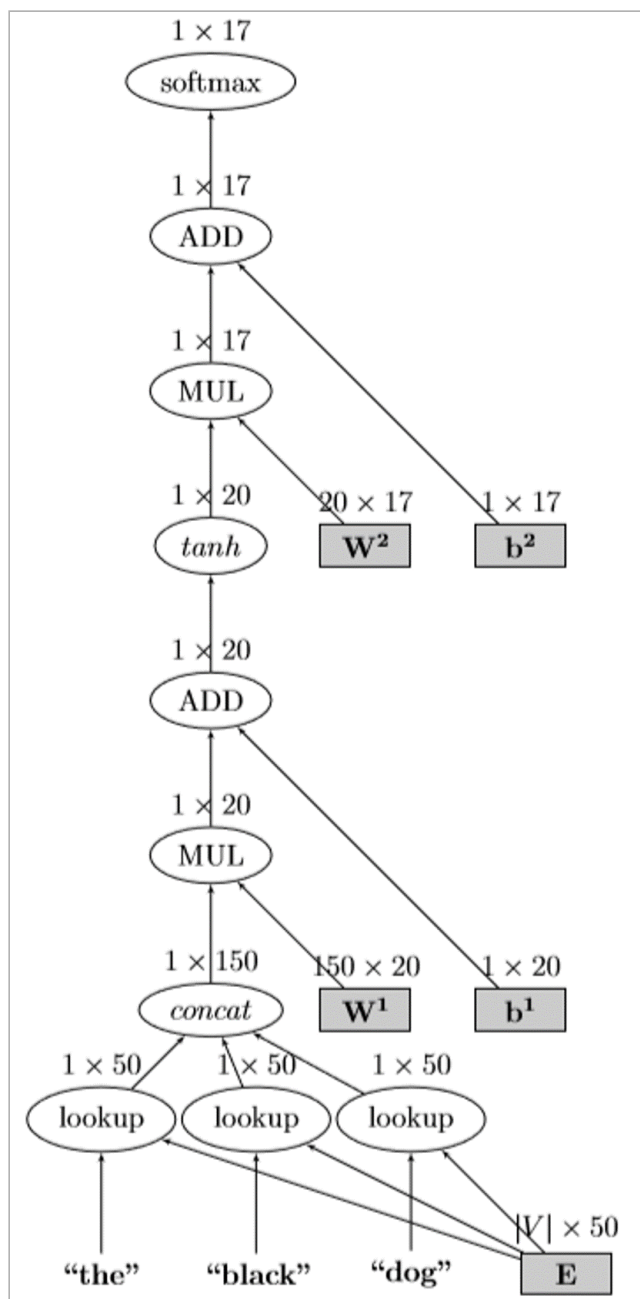 1 × 17
softmax
1 × 17
ADD
1 × 17
MUL
1 × 20
20 × 17
1 × 17
tanh
W²
b²
1 × 20
ADD
1 × 20
MUL
1 × 150
150 × 20
1 × 20
concat
W¹
b¹
1 × 50
1 × 50
1 × 50
lookup
lookup
lookup
|V| × 50
“the”
“black”
“dog”
E